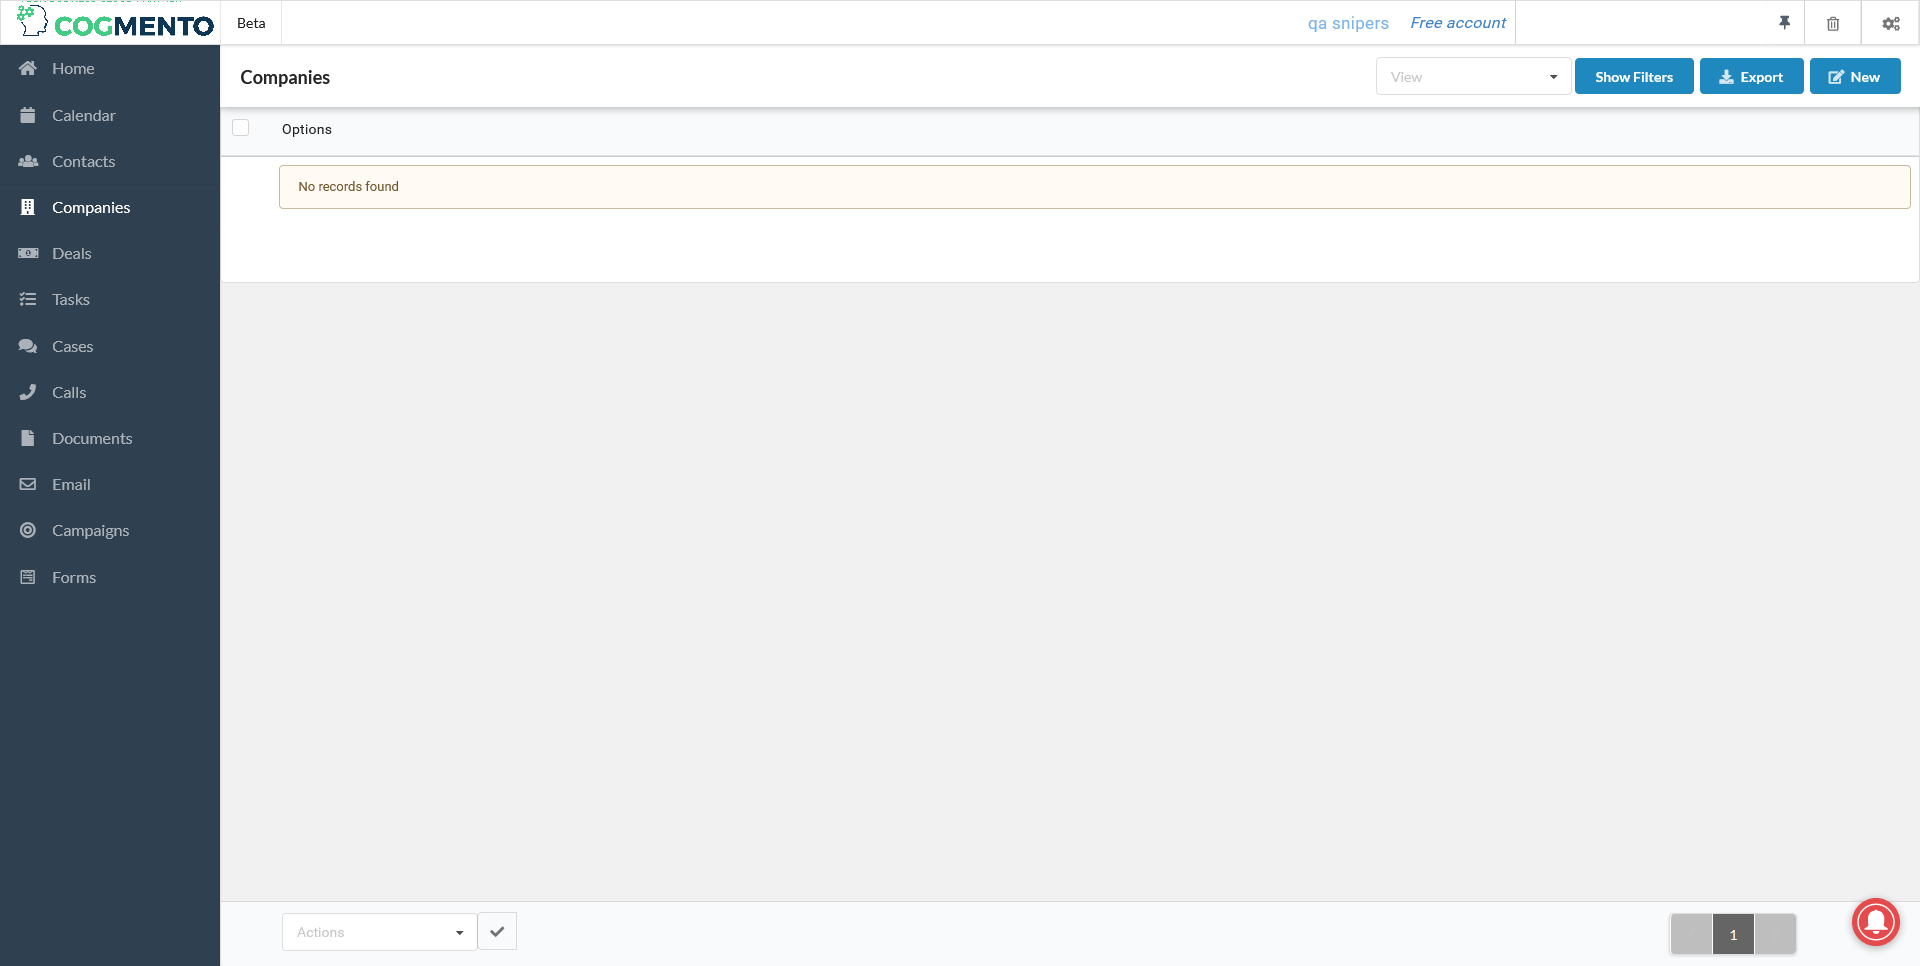 COGMENTO
Beta
qa snipers
Free account
Home
Calendar
Contacts
Companies
Deals
Tasks
Cases
Calls
Documents
Email
Campaigns
Forms
Companies
View
Show Filters
Export
New
Options
No records found
Actions
1